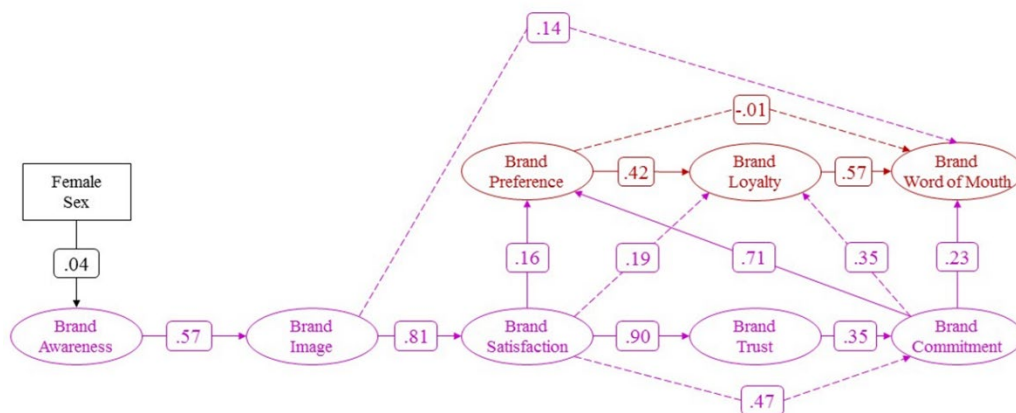 .14
-.01
Brand
Preference
.42
Brand
Loyalty
.57
Brand
Word of Mouth
Female
Sex
.04
.16
.19
.71
.35
.23
Brand
Awareness
.57
Brand
Image
.81
Brand
Satisfaction
.90
Brand
Trust
.35
Brand
Commitment
.47